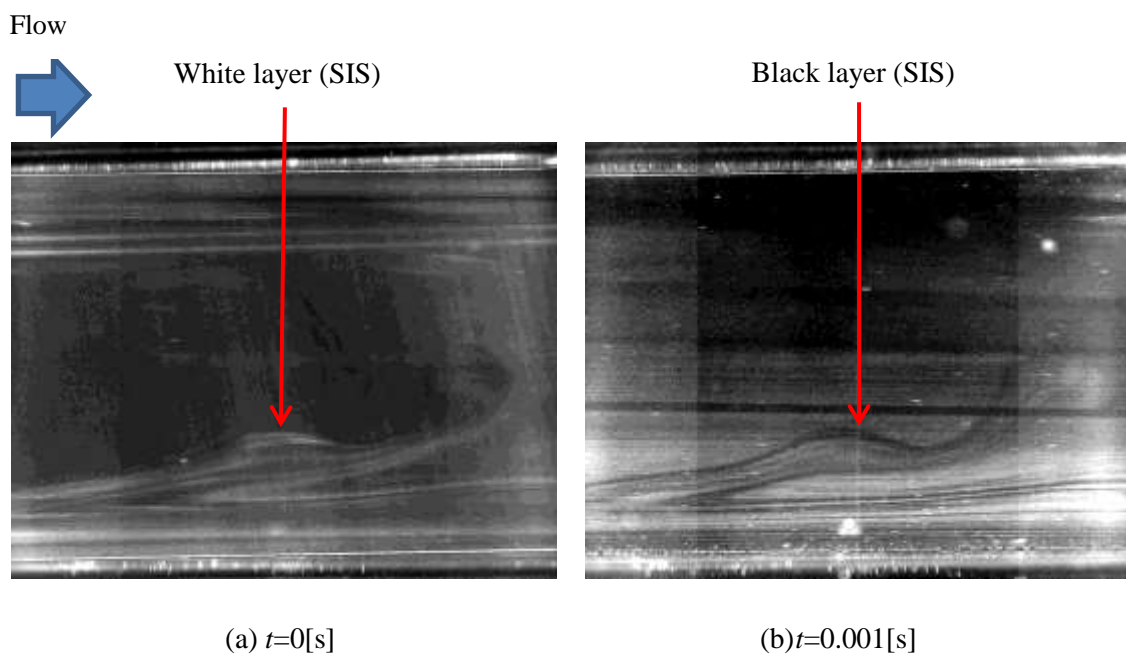 Flow
White layer (SIS)
Black layer (SIS)
(a) t=0[s]
(b)t=0.001[s]